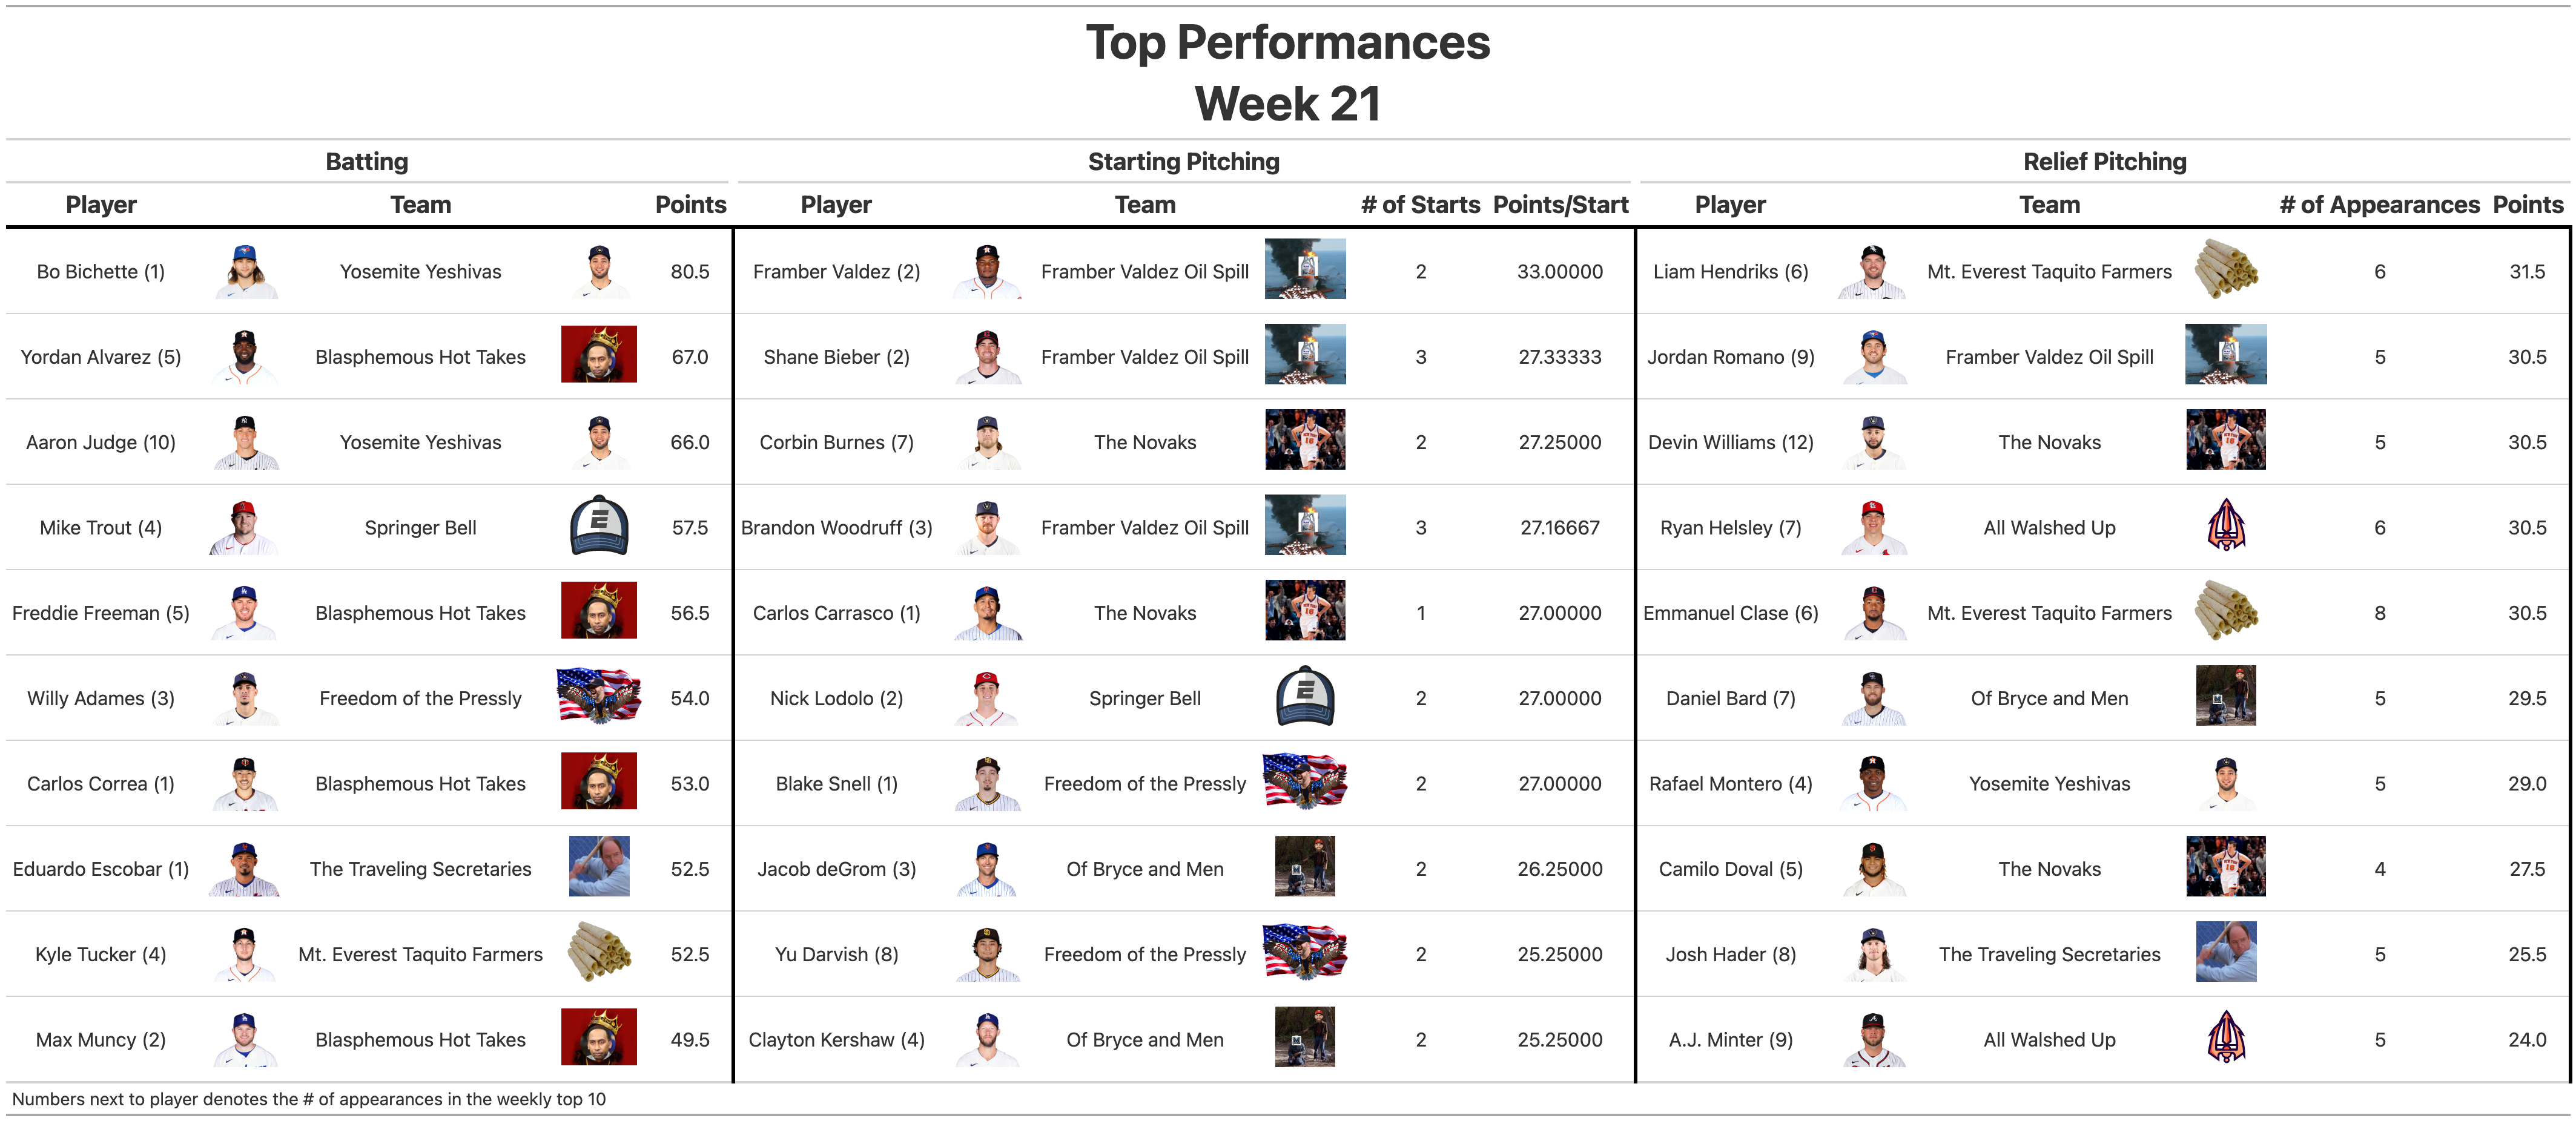 Top Performances
Week 21
Batting Starting Pitching Relief Pitching
Player Team Points Player Team # of Starts Points/Start Player Team # of Appearances Points
Bo Bichette (1) Yosemite Yeshivas 80.5 Framber Valdez (2) Framber Valdez Oil Spill 2 33.00000 Liam Hendriks (6) Mt. Everest Taquito Farmers 6 31.5
Yordan Alvarez (5) Blasphemous Hot Takes 67.0 Shane Bieber (2) Framber Valdez Oil Spill 3 27.33333 Jordan Romano (9) Framber Valdez Oil Spill 5 30.5
Aaron Judge (10) Yosemite Yeshivas 66.0 Corbin Burnes (7) The Novaks 2 27.25000 Devin Williams (12) The Novaks 5 30.5
Mike Trout (4) Springer Bell E 57.5 Brandon Woodruff (3) Framber Valdez Oil Spill 3 27.16667 Ryan Helsley (7) All Walshed Up 6 30.5
Freddie Freeman (5) Blasphemous Hot Takes 56.5 Carlos Carrasco (1) The Novaks 1 27.00000 Emmanuel Clase (6) Mt. Everest Taquito Farmers 8 30.5
Willy Adames (3) Freedom of the Pressly 54.0 Nick Lodolo (2) Springer Bell E 2 27.00000 Daniel Bard (7) Of Bryce and Men 5 29.5
Carlos Correa (1) Blasphemous Hot Takes 53.0 Blake Snell (1) Freedom of the Pressly 2 27.00000 Rafael Montero (4) Yosemite Yeshivas 5 29.0
Eduardo Escobar (1) The Traveling Secretaries 52.5 Jacob deGrom (3) Of Bryce and Men 2 26.25000 Camilo Doval (5) The Novaks 4 27.5
Kyle Tucker (4) Mt. Everest Taquito Farmers 52.5 Yu Darvish (8) Freedom of the Pressly 2 25.25000 Josh Hader (8) The Traveling Secretaries 5 25.5
Max Muncy (2) Blasphemous Hot Takes 49.5 Clayton Kershaw (4) Of Bryce and Men 2 25.25000 A.J. Minter (9) All Walshed Up 5 24.0
Numbers next to player denotes the # of appearances in the weekly top 10